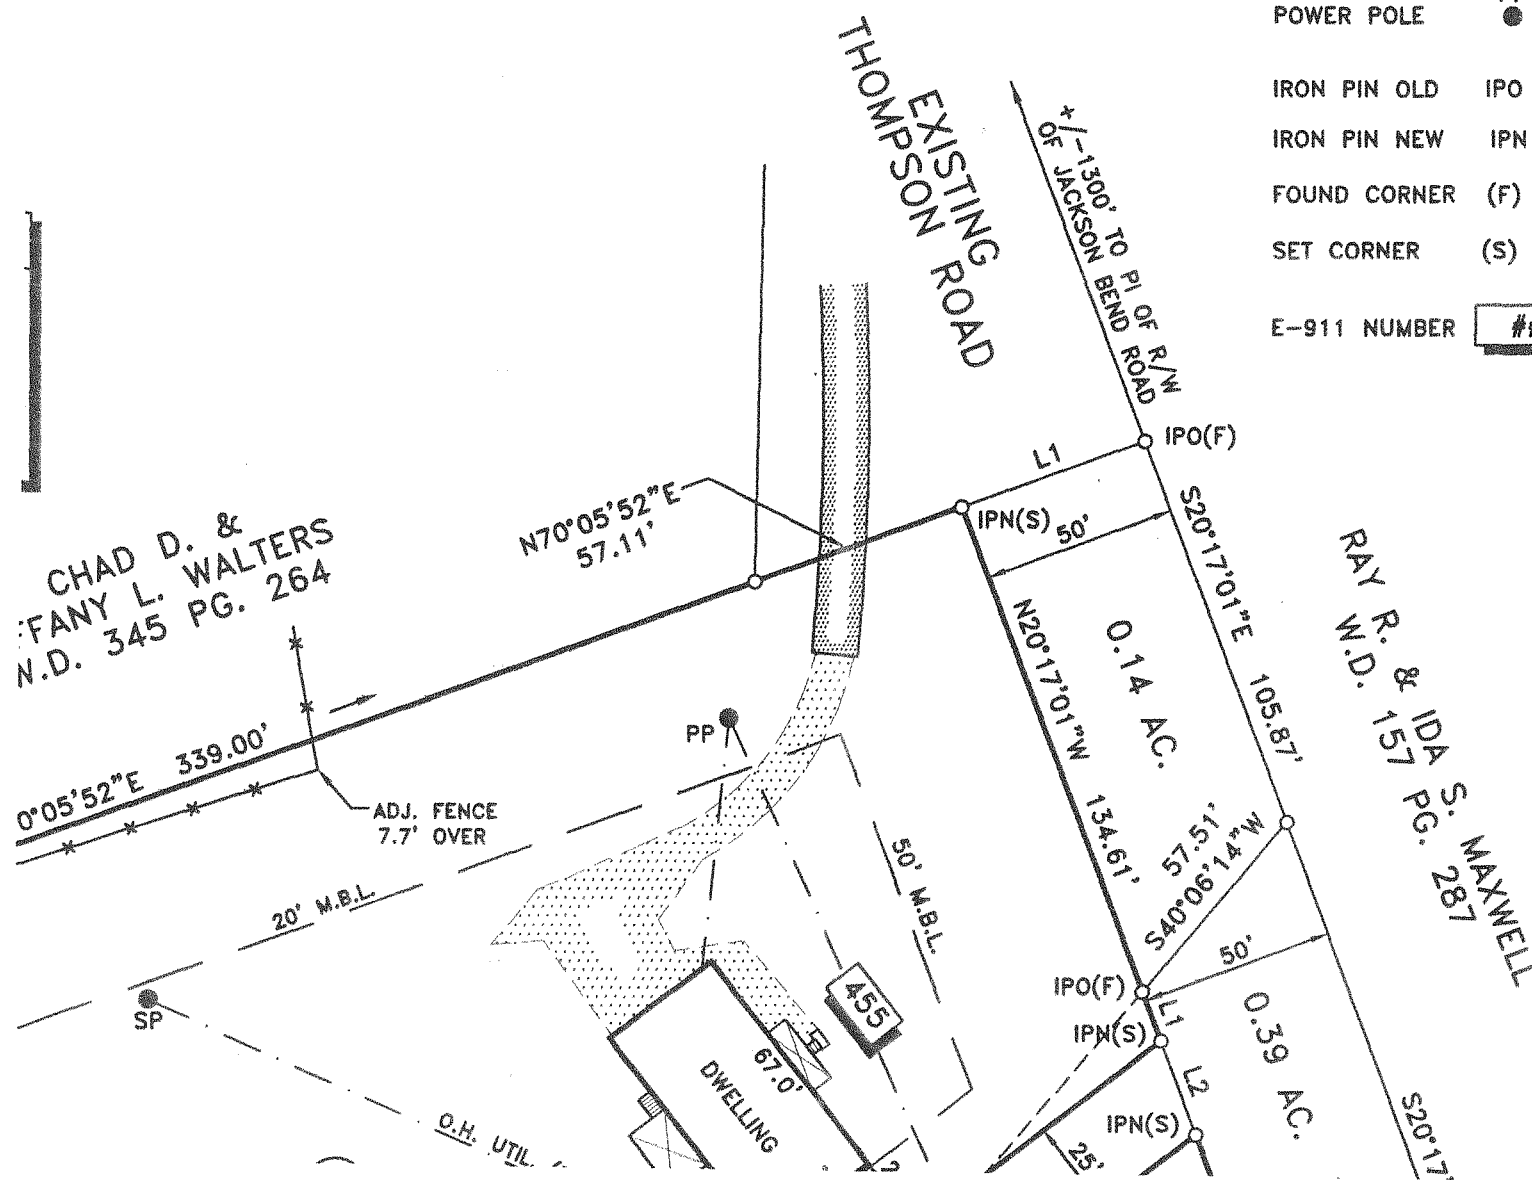 POWER POLE
IRON PIN OLD IPO
IRON PIN NEW IPN
FOUND CORNER (F)
SET CORNER (S)
E-911 NUMBER
EXISTING
THOMPSON ROAD
+/-1300' TO PI OF R/W
OF JACKSON BEND ROAD
IPO(F)
L1
IPN(S)
50'
N70°05'52"E
57.11'
S20°17'01"E 105.87'
CHAD D. &
FFANY L. WALTERS
W.D. 345 PG. 264
RAY R. & IDA S. MAXWELL
W.D. 157 PG. 287
0.14 AC.
N20°17'01"W 134.61'
PP
0°05'52"E 339.00'
ADJ. FENCE
7.7' OVER
57.51'
S40°06'14"W
20' M.B.L.
50' M.B.L.
50'
IPO(F)
L1
IPN(S)
0.39 AC.
SP
455
67.0'
DWELLING
L2
IPN(S)
25'
O.H. UTIL.
S20°17'